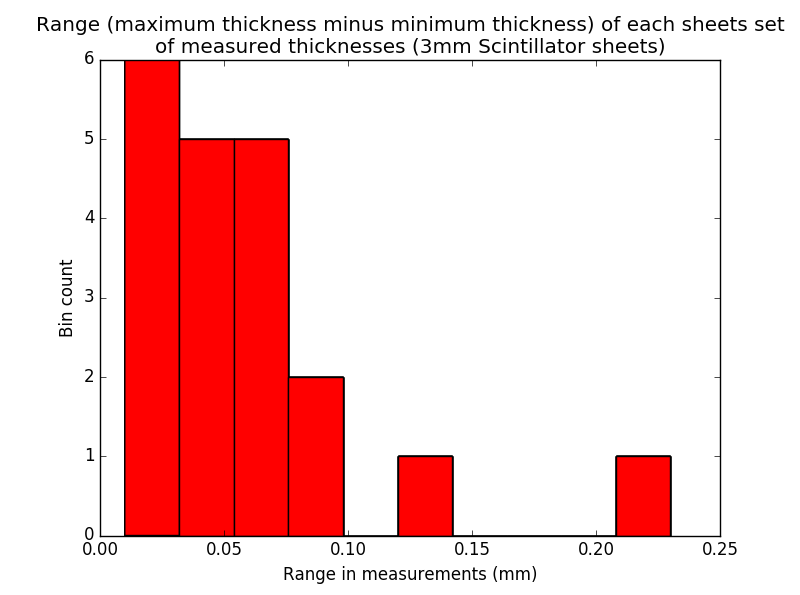 Range (maximum thickness minus minimum thickness) of each sheets set
of measured thicknesses (3mm Scintillator sheets)
6
5
4
3
2
1
0
Bin count
0.00 0.05 0.10 0.15 0.20 0.25
Range in measurements (mm)